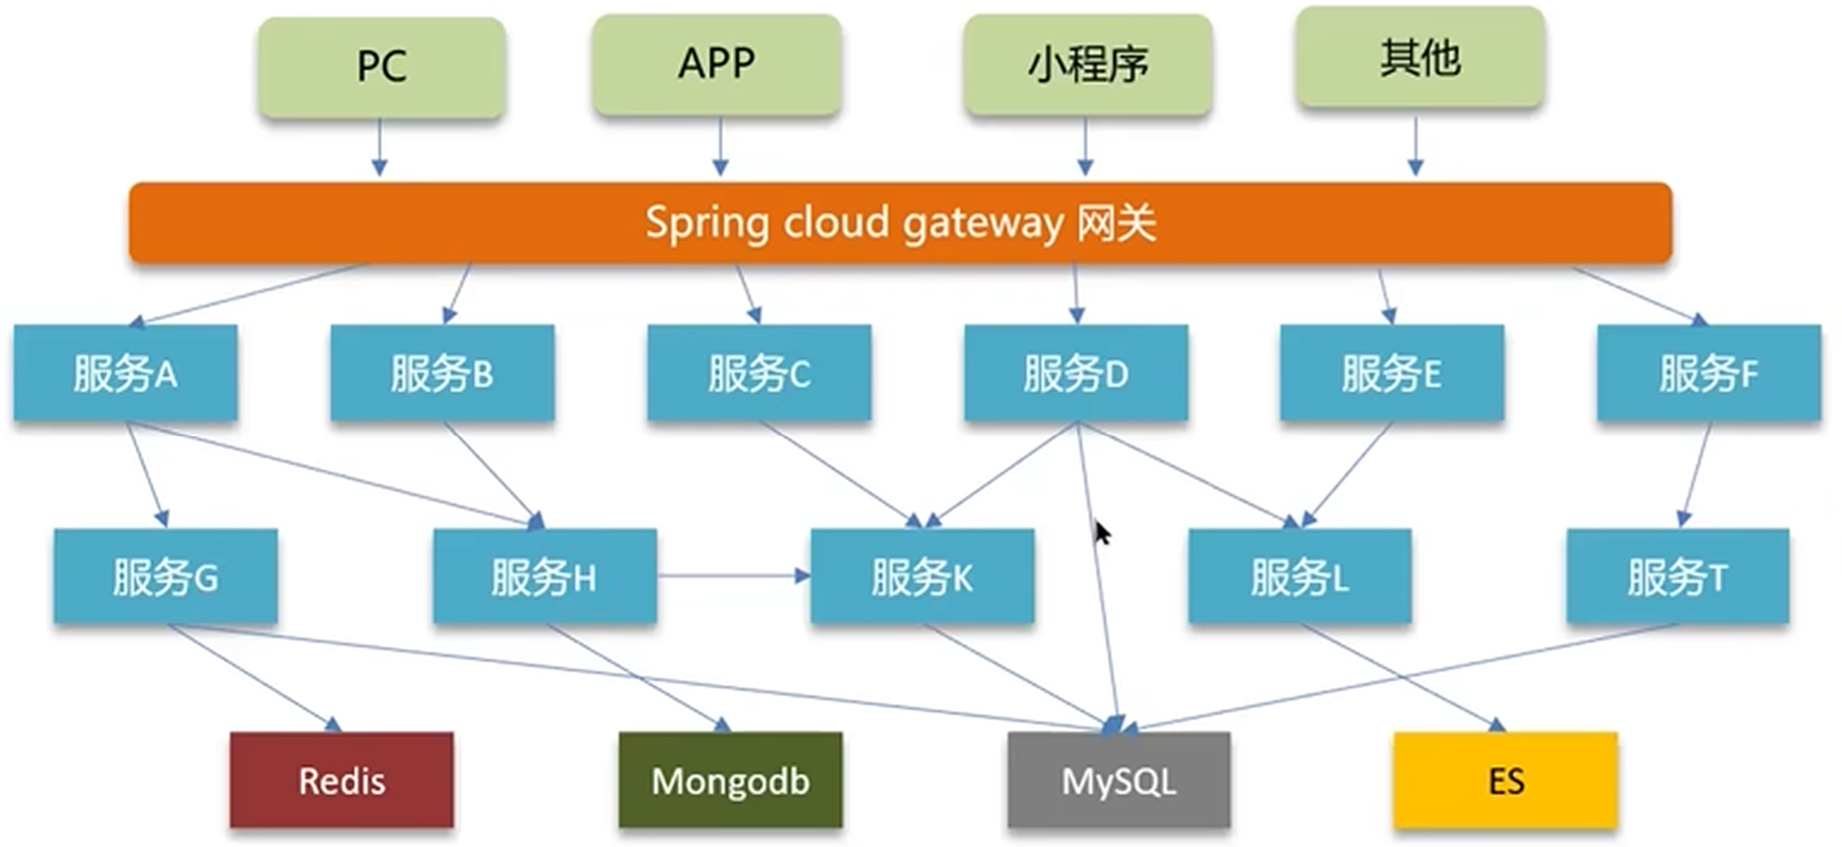 PC
APP
小程序
其他
Spring cloud gateway 网关
服务A
服务B
服务C
服务D
服务E
服务F
服务G
服务H
服务K
服务L
服务T
Redis
Mongodb
MySQL
ES